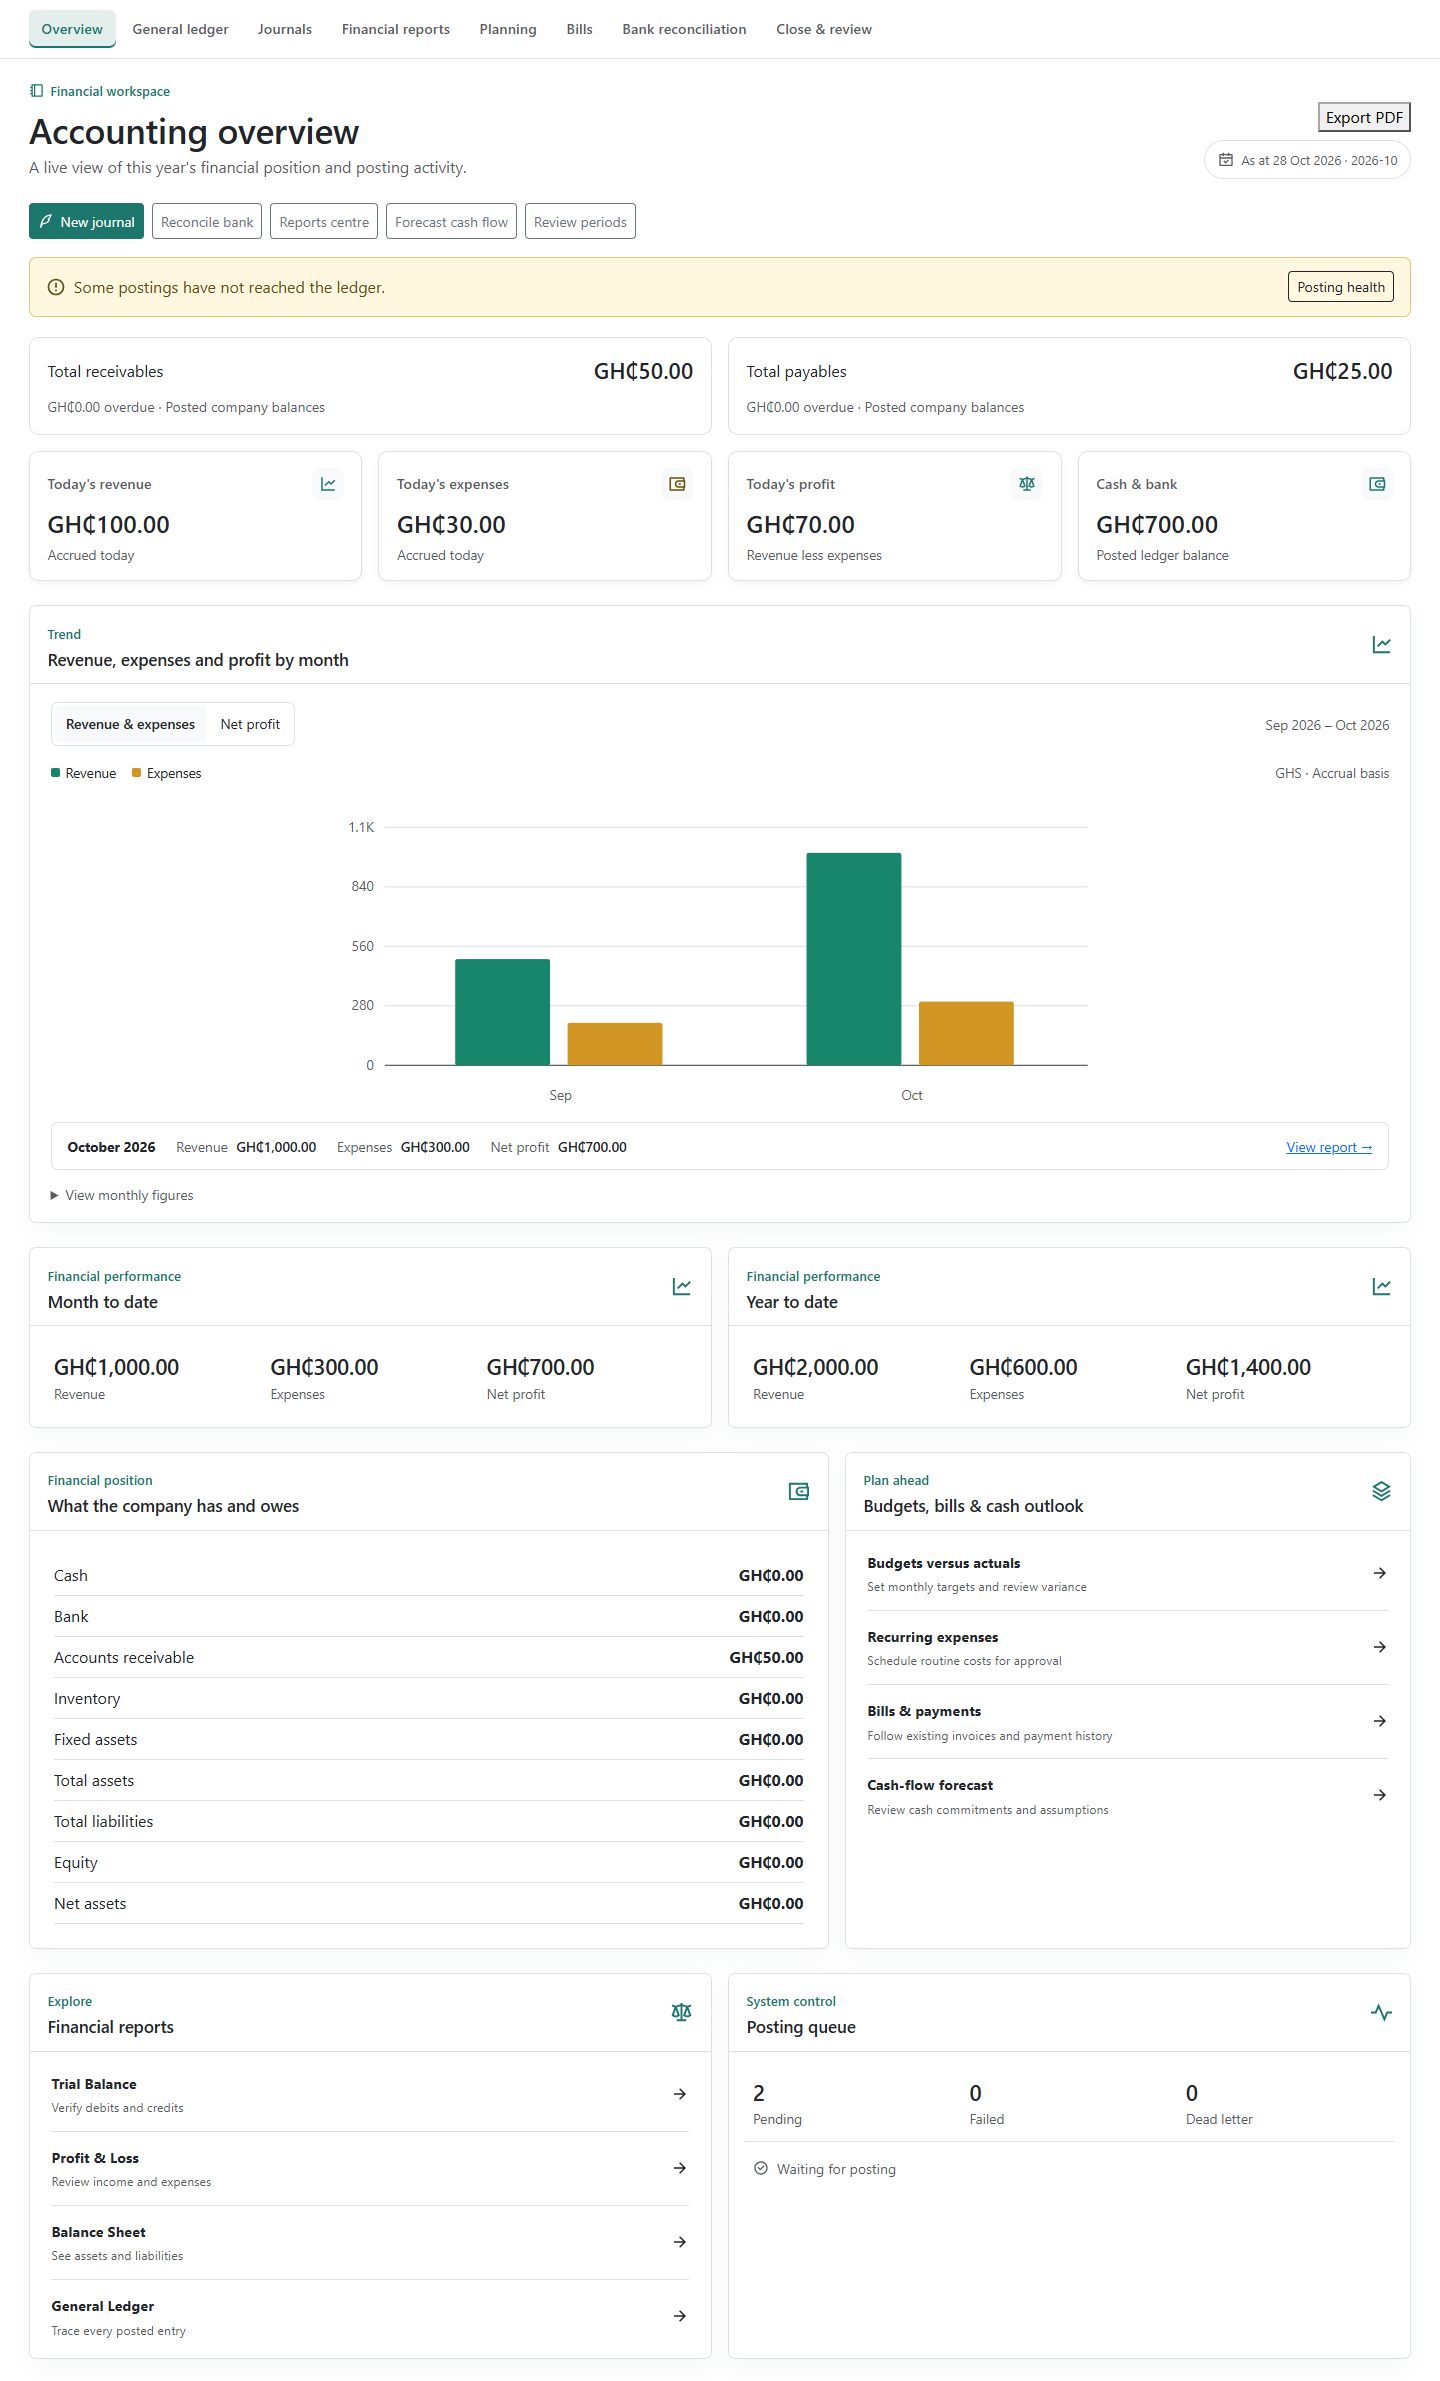 Overview General ledger Journals Financial reports Planning Bills Bank reconciliation Close & review
Financial workspace
Accounting overview
A live view of this year's financial position and posting activity.
Export PDF
As at 28 Oct 2026 · 2026-10
New journal Reconcile bank Reports centre Forecast cash flow Review periods
Some postings have not reached the ledger.
Posting health
Total receivables GH₵50.00
GH₵0.00 overdue · Posted company balances
Total payables GH₵25.00
GH₵0.00 overdue · Posted company balances
Today's revenue
GH₵100.00
Accrued today
Today's expenses
GH₵30.00
Accrued today
Today's profit
GH₵70.00
Revenue less expenses
Cash & bank
GH₵700.00
Posted ledger balance
Trend
Revenue, expenses and profit by month
Revenue & expenses Net profit
Sep 2026 – Oct 2026
Revenue Expenses
GHS · Accrual basis
1.1K
840
560
280
0
Sep Oct
October 2026 Revenue GH₵1,000.00 Expenses GH₵300.00 Net profit GH₵700.00 View report →
▶ View monthly figures
Financial performance
Month to date
GH₵1,000.00 GH₵300.00 GH₵700.00
Revenue Expenses Net profit
Financial performance
Year to date
GH₵2,000.00 GH₵600.00 GH₵1,400.00
Revenue Expenses Net profit
Financial position
What the company has and owes
Cash GH₵0.00
Bank GH₵0.00
Accounts receivable GH₵50.00
Inventory GH₵0.00
Fixed assets GH₵0.00
Total assets GH₵0.00
Total liabilities GH₵0.00
Equity GH₵0.00
Net assets GH₵0.00
Plan ahead
Budgets, bills & cash outlook
Budgets versus actuals
Set monthly targets and review variance
Recurring expenses
Schedule routine costs for approval
Bills & payments
Follow existing invoices and payment history
Cash-flow forecast
Review cash commitments and assumptions
Explore
Financial reports
Trial Balance
Verify debits and credits
Profit & Loss
Review income and expenses
Balance Sheet
See assets and liabilities
General Ledger
Trace every posted entry
System control
Posting queue
2 0 0
Pending Failed Dead letter
Waiting for posting